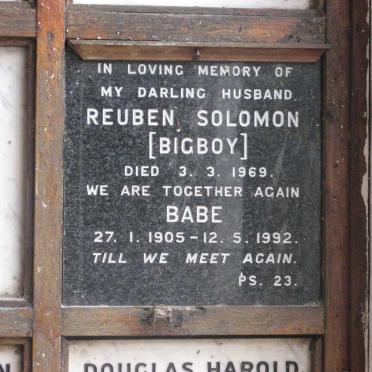 IN LOVING MEMORY OF
MY DARLING HUSBAND
REUBEN SOLOMON
[BIGBOY]
DIED 3. 3. 1969.
WE ARE TOGETHER AGAIN
BABE
27. 1. 1905 – 12. 5. 1992.
TILL WE MEET AGAIN.
PS. 23.
DOUGLAS HAROLD